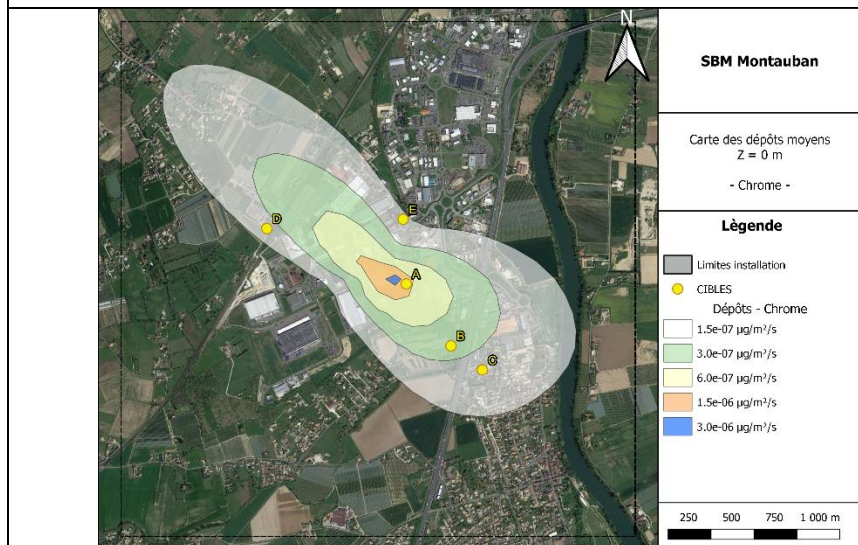 N
D
E
A
B
C
SBM Montauban
Carte des dépôts moyens
Z = 0 m
- Chrome -
Lègende
Limites installation
CIBLES
Dépôts - Chrome
1.5e-07 µg/m²/s
3.0e-07 µg/m²/s
6.0e-07 µg/m²/s
1.5e-06 µg/m²/s
3.0e-06 µg/m²/s
250 500 750 1 000 m